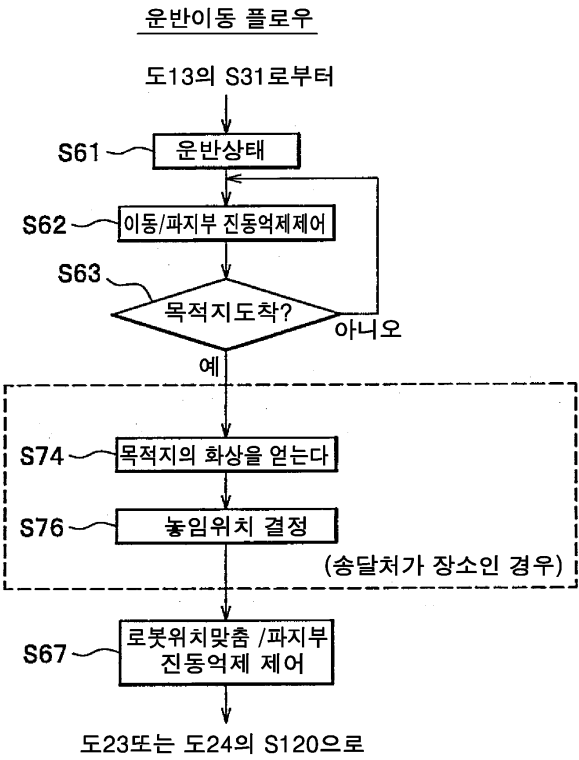 운반이동 플로우
도13의 S31로부터
S61
운반상태
S62
이동/파지부 진동억제제어
S63
목적지도착?
아니오
예
S74
목적지의 화상을 얻는다
S76
놓임위치 결정
(송달처가 장소인 경우)
S67
로봇위치맞춤 /파지부
진동억제 제어
도23또는 도24의 S120으로